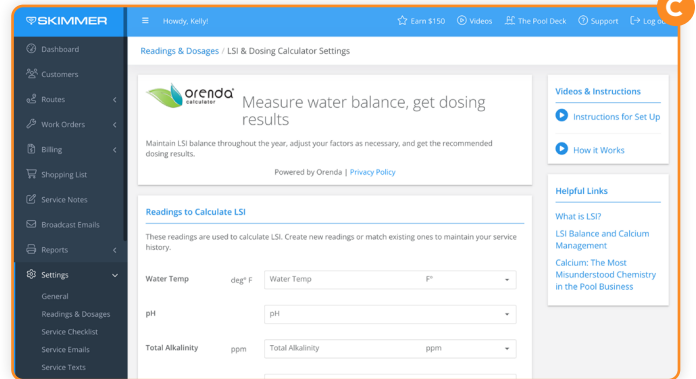 C
SKIMMER
Howdy, Kelly!
Earn $150
Videos
The Pool Deck
Support
Log out
Dashboard
Customers
Routes
Work Orders
Billing
Shopping List
Service Notes
Broadcast Emails
Reports
Settings
General
Readings & Dosages
Service Checklist
Service Emails
Service Texts
Readings & Dosages / LSI & Dosing Calculator Settings
orenda
calculator
Measure water balance, get dosing
results
Maintain LSI balance throughout the year, adjust your factors as necessary, and get the recommended
dosing results.
Powered by Orenda | Privacy Policy
Readings to Calculate LSI
These readings are used to calculate LSI. Create new readings or match existing ones to maintain your service
history.
Water Temp deg° F Water Temp F°
pH pH
Total Alkalinity ppm Total Alkalinity ppm
Videos & Instructions
Instructions for Set Up
How it Works
Helpful Links
What is LSI?
LSI Balance and Calcium
Management
Calcium: The Most
Misunderstood Chemistry
in the Pool Business